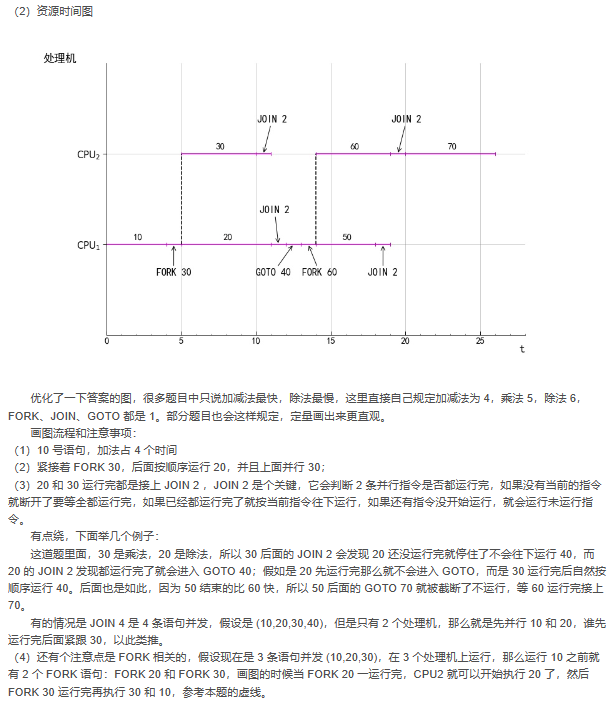 （2）资源时间图
处理机
JOIN 2
JOIN 2
30
60
70
CPU2
JOIN 2
10
20
50
CPU1
FORK 30
GOTO 40
FORK 60
JOIN 2
0
5
10
15
20
25
t
优化了一下答案的图，很多题目中只说加减法最快，除法最慢，这里直接自己规定加减法为 4，乘法 5，除法 6，
FORK、JOIN、GOTO 都是 1。部分题目也会这样规定，定量画出来更直观。
画图流程和注意事项：
（1）10 号语句，加法占 4 个时间
（2）紧接着 FORK 30，后面按顺序运行 20，并且上面并行 30；
（3）20 和 30 运行完都是接上 JOIN 2 ，JOIN 2 是个关键，它会判断 2 条并行指令是否都运行完，如果没有当前的指令
就断开了要等全都运行完，如果已经都运行完了就按当前指令往下运行，如果还有指令没开始运行，就会运行未运行指
令。
有点绕，下面举几个例子：
这道题里面，30 是乘法，20 是除法，所以 30 后面的 JOIN 2 会发现 20 还没运行完就停住了不会往下运行 40，而
20 的 JOIN 2 发现都运行完了就会进入 GOTO 40；假如是 20 先运行完那么就不会进入 GOTO，而是 30 运行完后自然按
顺序运行 40。后面也是如此，因为 50 结束的比 60 快，所以 50 后面的 GOTO 70 就被截断了不运行，等 60 运行完接上
70。
有的情况是 JOIN 4 是 4 条语句并发，假设是 (10,20,30,40)，但是只有 2 个处理机，那么就是先并行 10 和 20，谁先
运行完后面紧跟 30，以此类推。
（4）还有个注意点是 FORK 相关的，假设现在是 3 条语句并发 (10,20,30)，在 3 个处理机上运行，那么运行 10 之前就
有 2 个 FORK 语句：FORK 20 和 FORK 30，画图的时候当 FORK 20 一运行完，CPU2 就可以开始执行 20 了，然后
FORK 30 运行完再执行 30 和 10，参考本题的虚线。